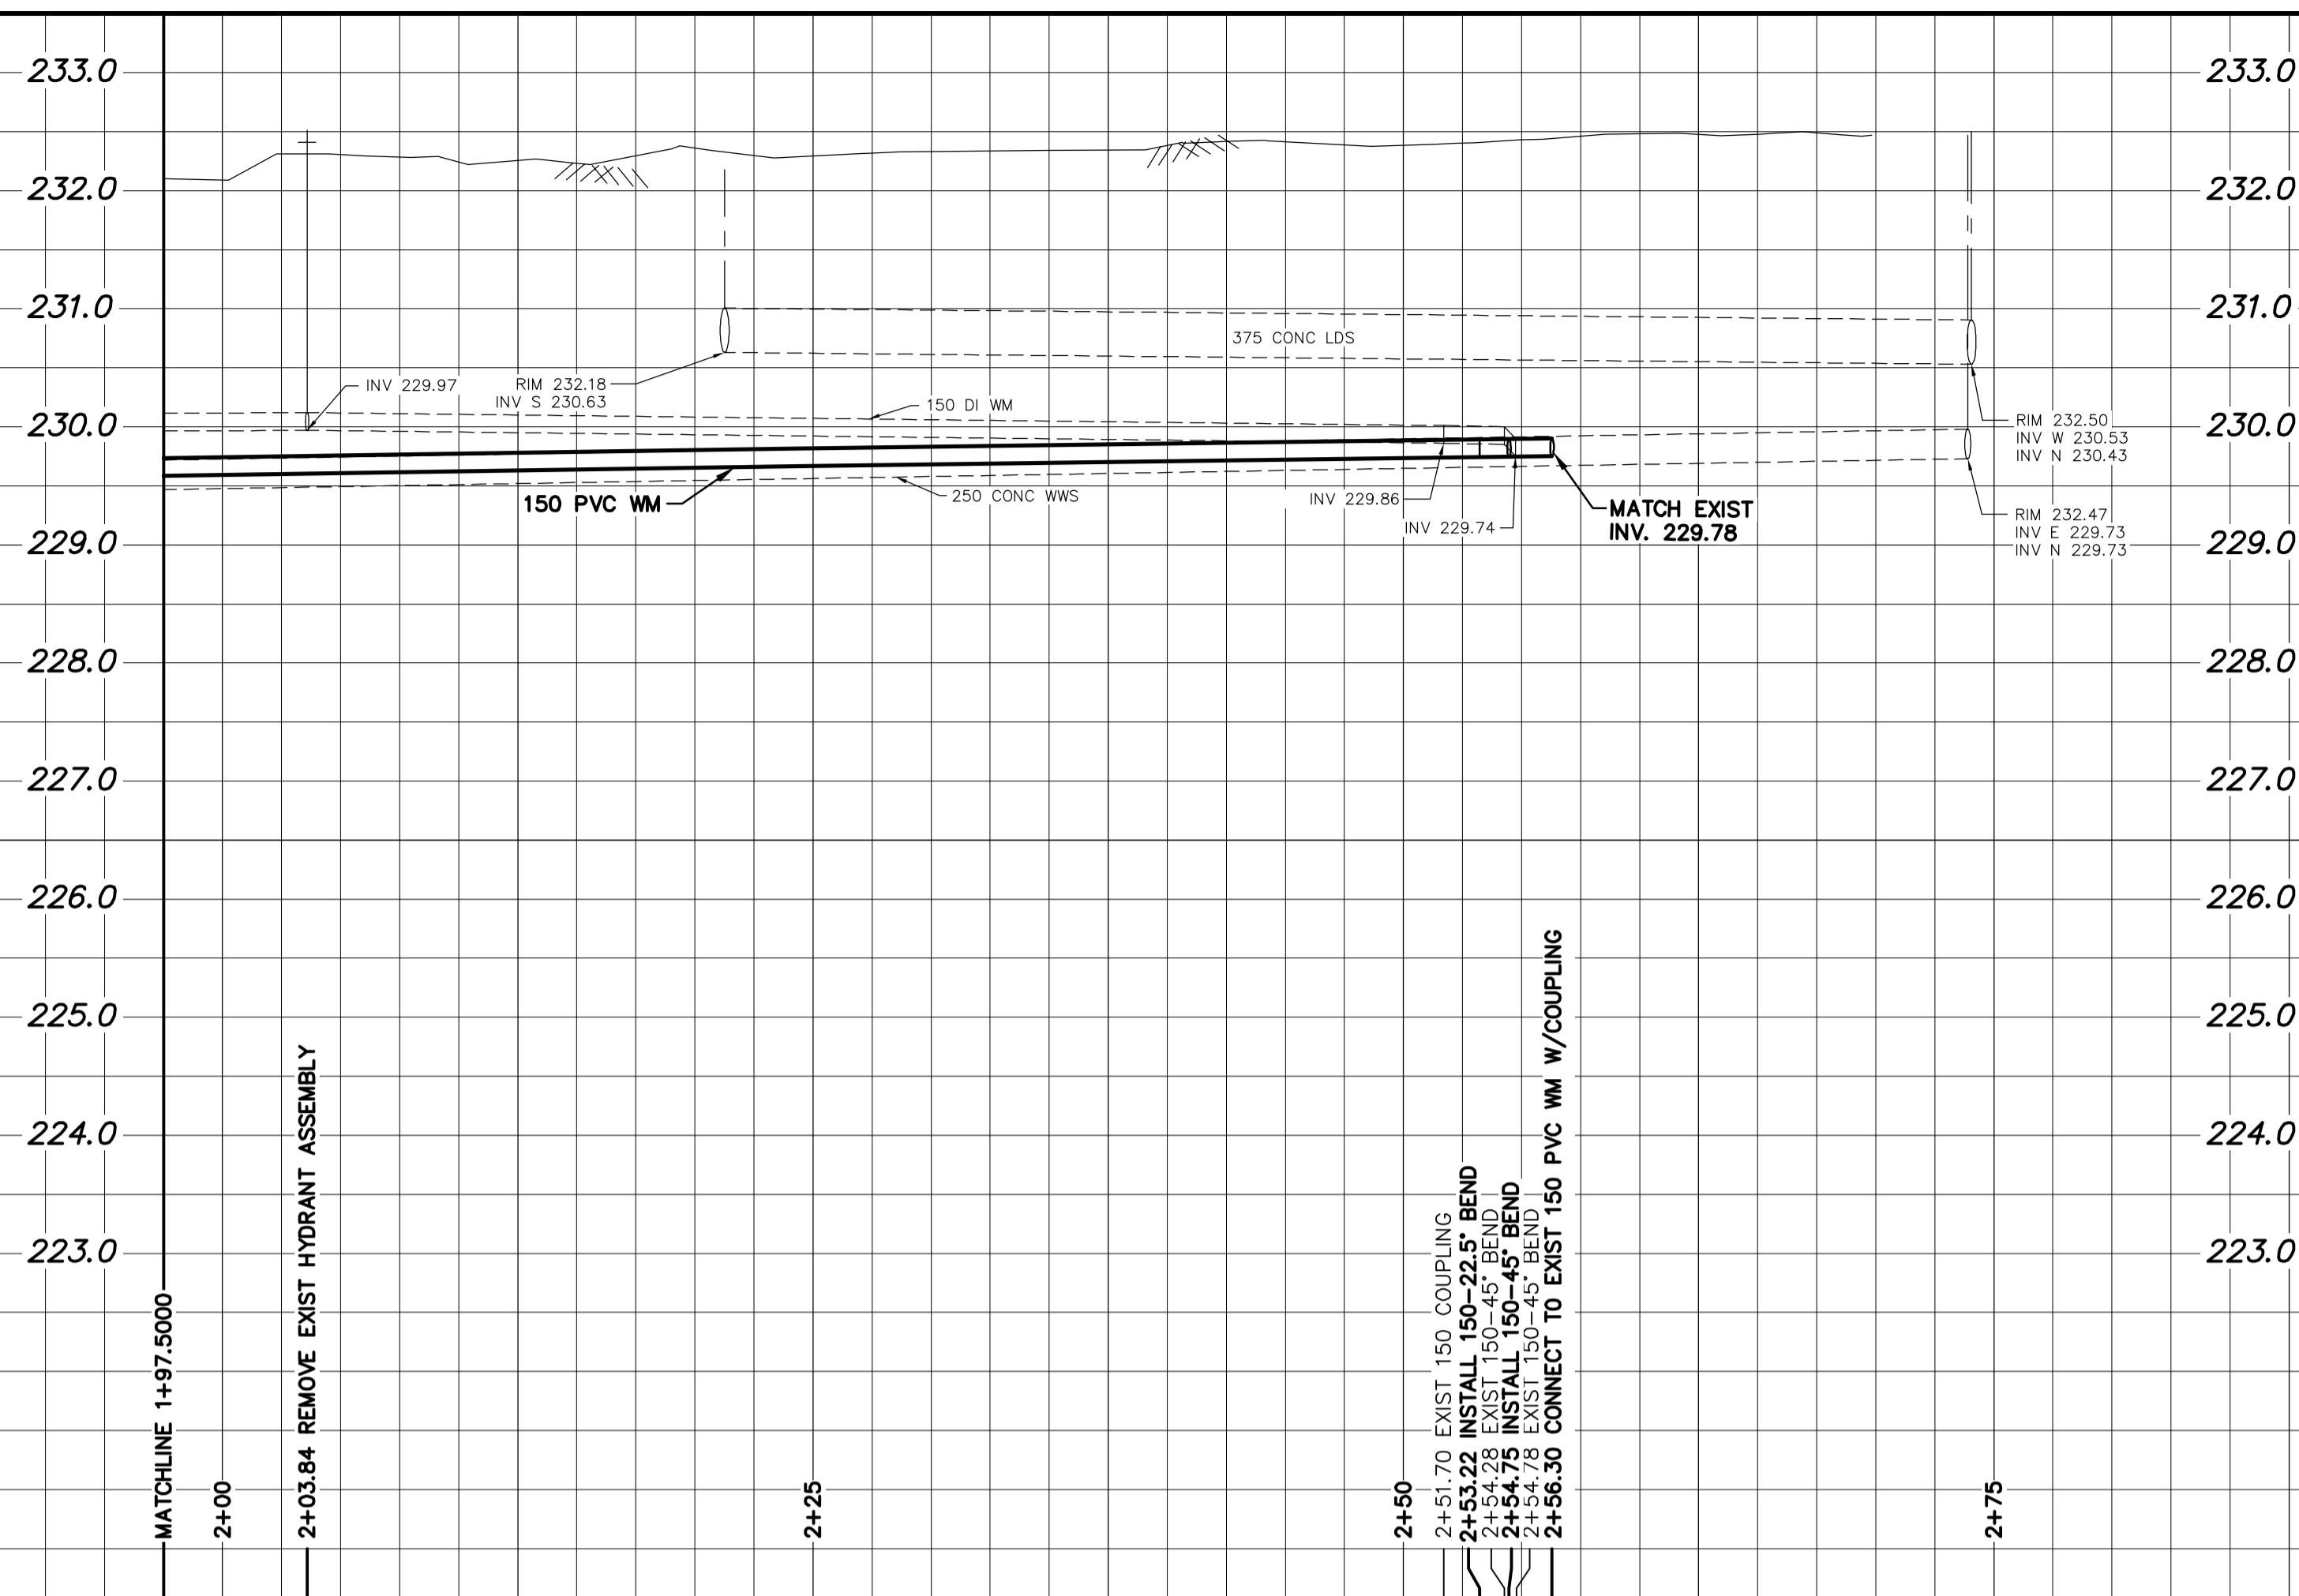 233.0
233.0
232.0
232.0
231.0
231.0
375 CONC LDS
INV 229.97
RIM 232.18
INV S 230.63
150 DI WM
230.0
230.0
RIM 232.50
INV W 230.53
INV N 230.43
150 PVC WM
250 CONC WWS
INV 229.86
INV 229.74
MATCH EXIST
INV. 229.78
RIM 232.47
INV E 229.73
INV N 229.73
229.0
229.0
228.0
228.0
227.0
227.0
226.0
226.0
225.0
225.0
224.0
224.0
223.0
223.0
MATCHLINE 1+97.5000
2+00
2+03.84 REMOVE EXIST HYDRANT ASSEMBLY
2+25
2+50
2+51.70 EXIST 150 COUPLING
2+53.22 INSTALL 150-22.5° BEND
2+54.28 EXIST 150-45° BEND
2+54.75 INSTALL 150-45° BEND
2+54.78 EXIST 150-45° BEND
2+56.30 CONNECT TO EXIST 150 PVC WM W/COUPLING
2+75